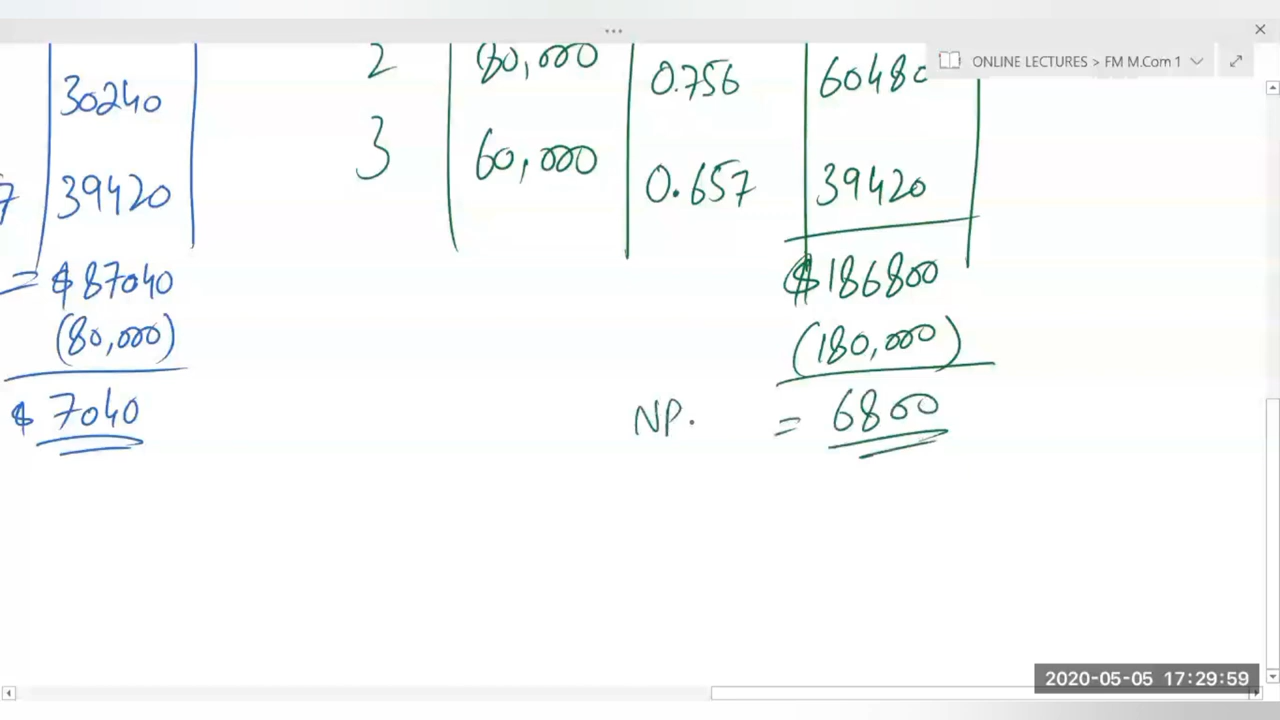 ONLINE LECTURES > FM M.Com 1
2 80,000 0.756 60480
30240
3 60,000 0.657 39420
7 39420
= $87040
(80,000)
$ 7040
$186800
(180,000)
NP. = 6800
2020-05-05 17:29:59